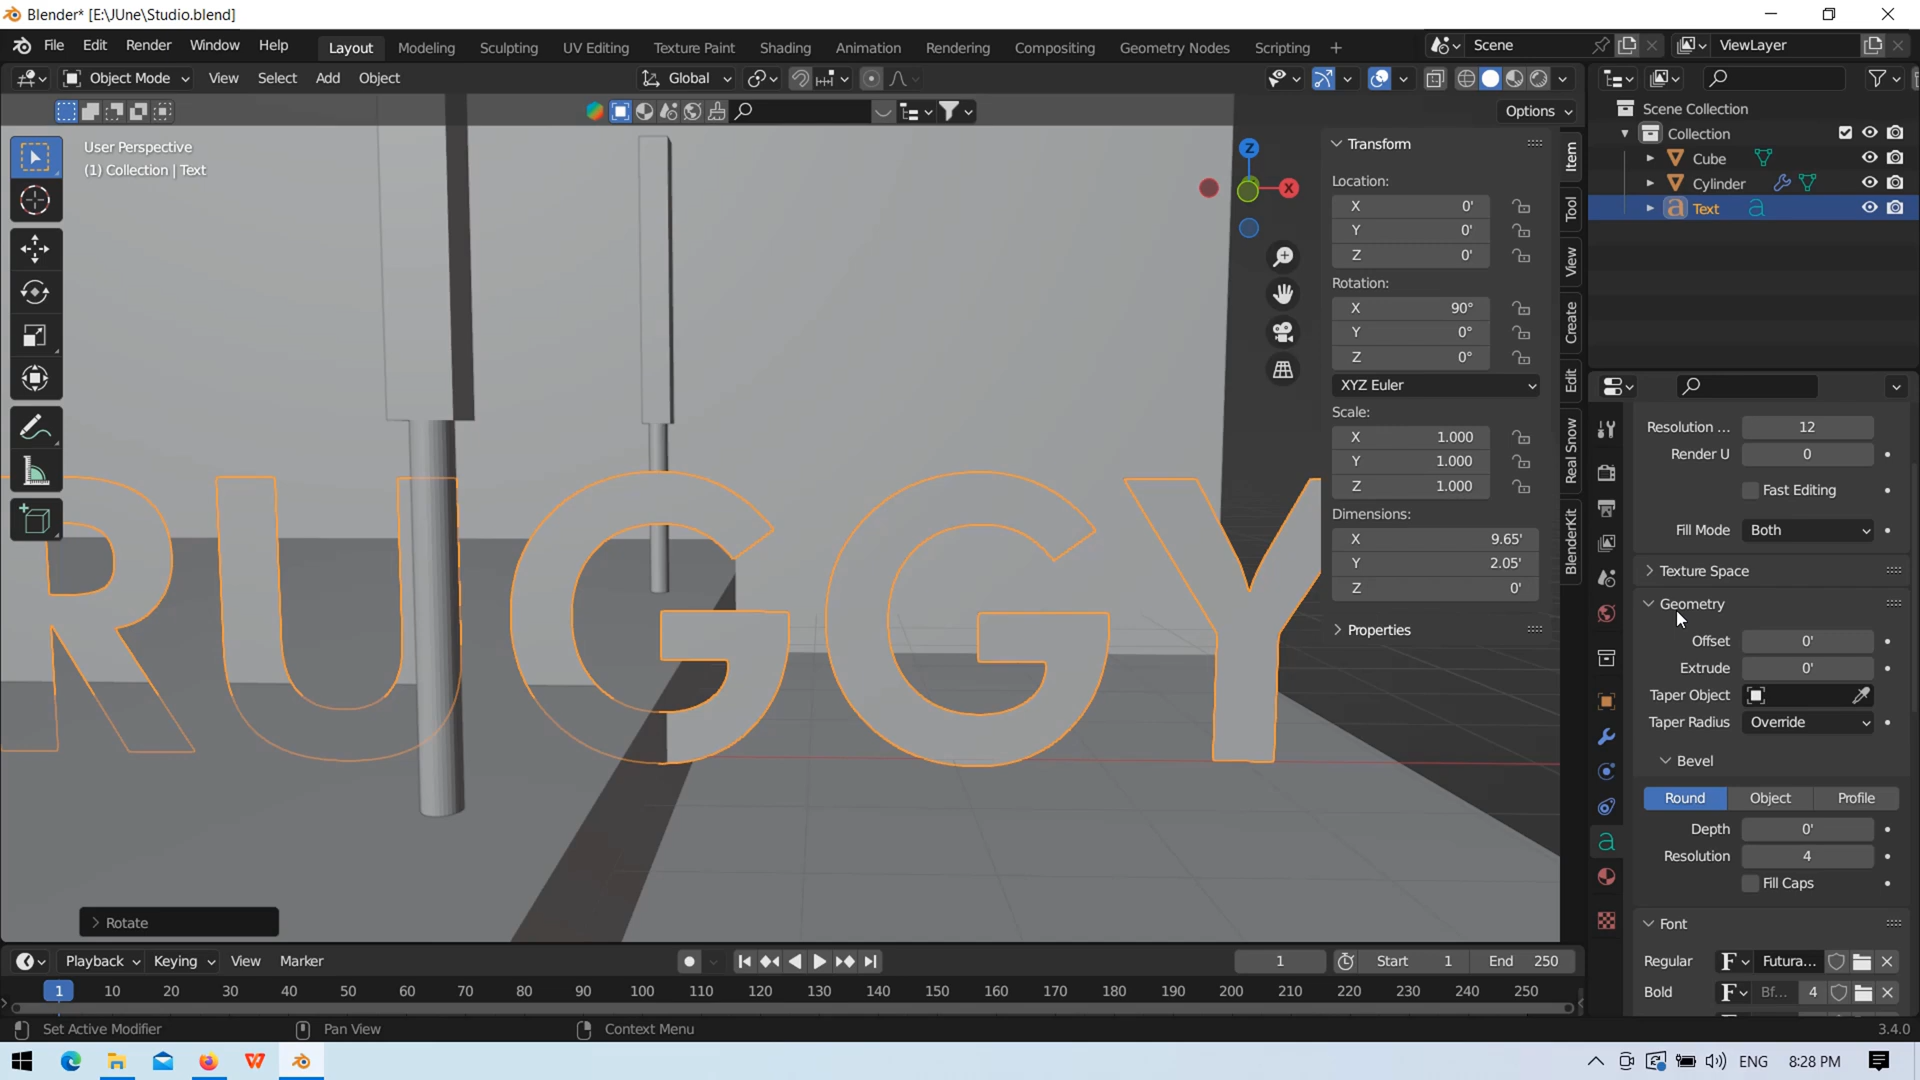 Blender* [E:\JUne\Studio.blend]
File Edit Render Window Help
Layout Modeling Sculpting UV Editing Texture Paint Shading Animation Rendering Compositing Geometry Nodes Scripting +
Scene
ViewLayer
Object Mode View Select Add Object
Global
Options
User Perspective
(1) Collection | Text
Z
X
RUGGY
Rotate
Transform
Location:
X 0'
Y 0'
Z 0'
Rotation:
X 90°
Y 0°
Z 0°
XYZ Euler
Scale:
X 1.000
Y 1.000
Z 1.000
Dimensions:
X 9.65'
Y 2.05'
Z 0'
Properties
Item
Tool
View
Create
Edit
Real Snow
BlenderKit
Scene Collection
Collection
Cube
Cylinder
Text
Resolution ... 12
Render U 0
Fast Editing
Fill Mode Both
Texture Space
Geometry
Offset 0'
Extrude 0'
Taper Object
Taper Radius Override
Bevel
Round Object Profile
Depth 0'
Resolution 4
Fill Caps
Font
Regular F Futura...
Bold F Bf... 4
Playback Keying View Marker
1 Start 1 End 250
1 10 20 30 40 50 60 70 80 90 100 110 120 130 140 150 160 170 180 190 200 210 220 230 240 250
Set Active Modifier Pan View Context Menu
3.4.0
ENG 8:28 PM